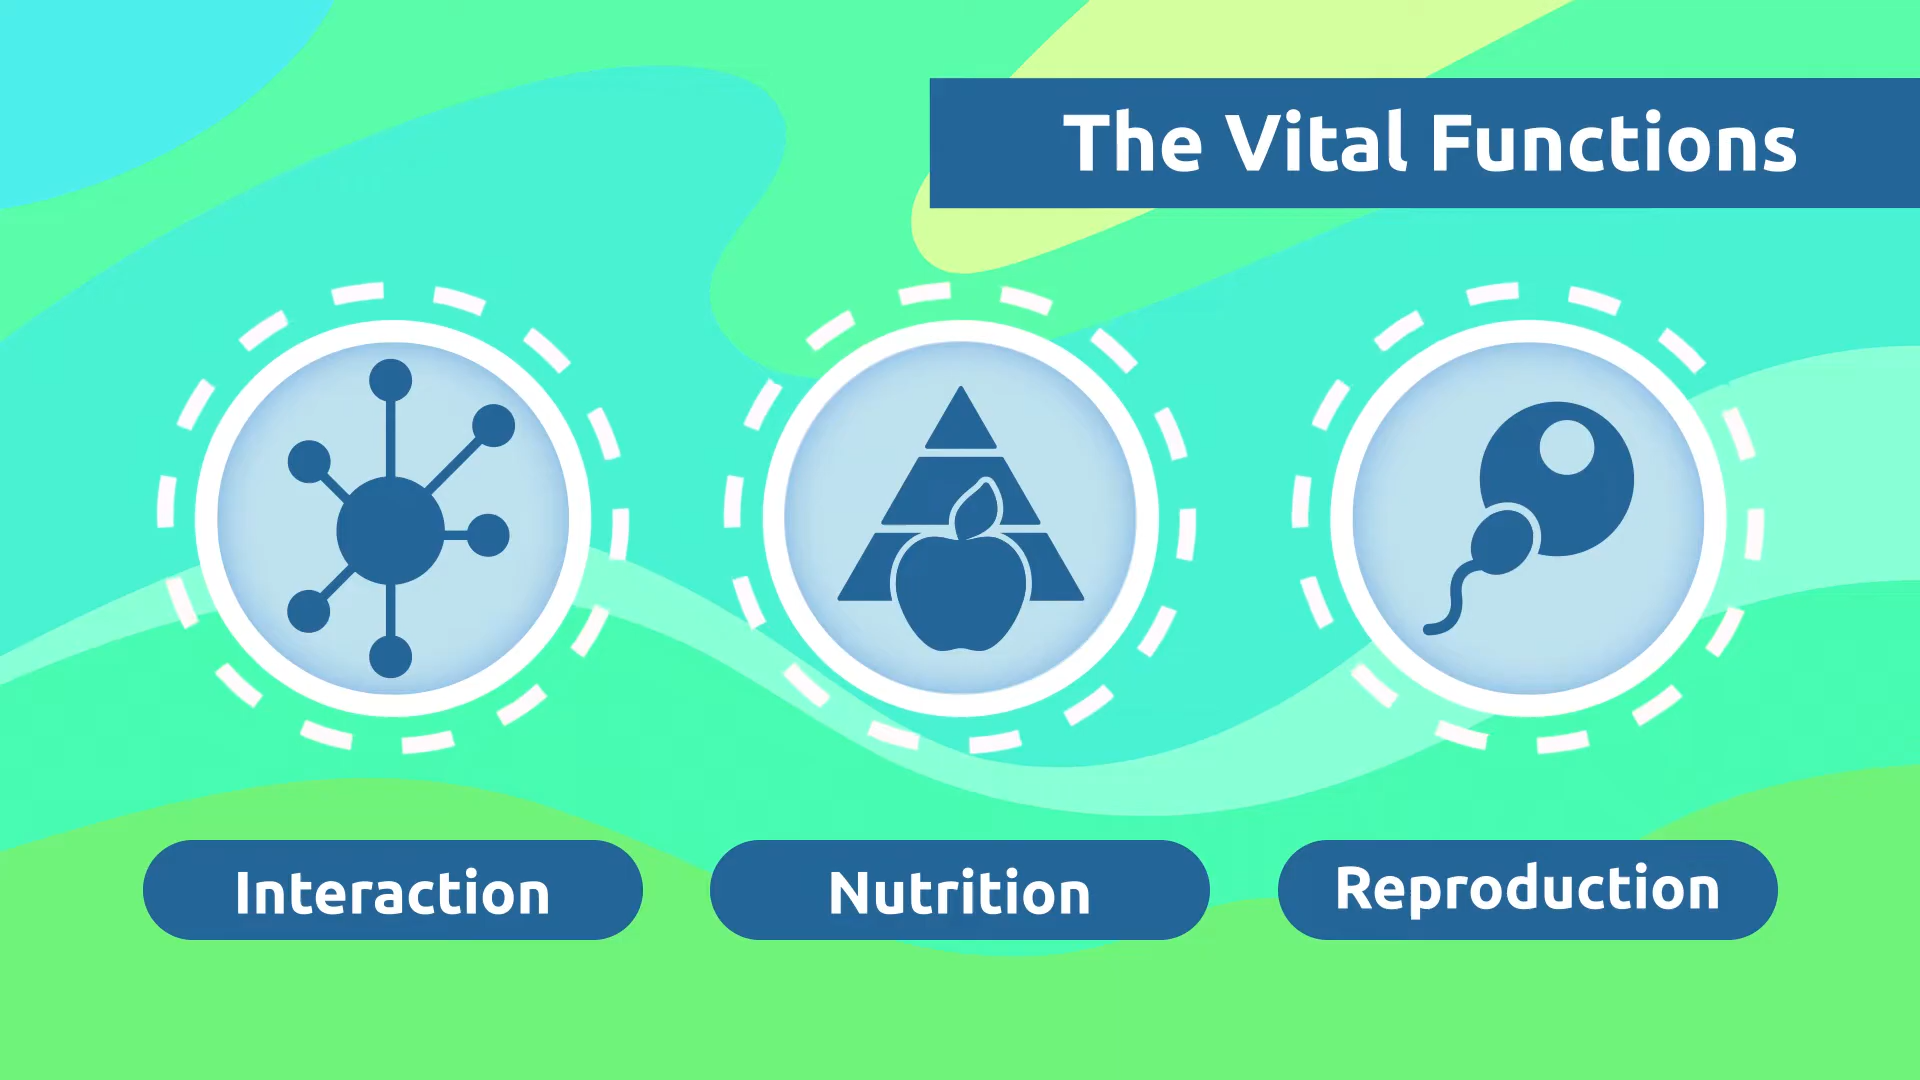 The Vital Functions
Interaction
Nutrition
Reproduction